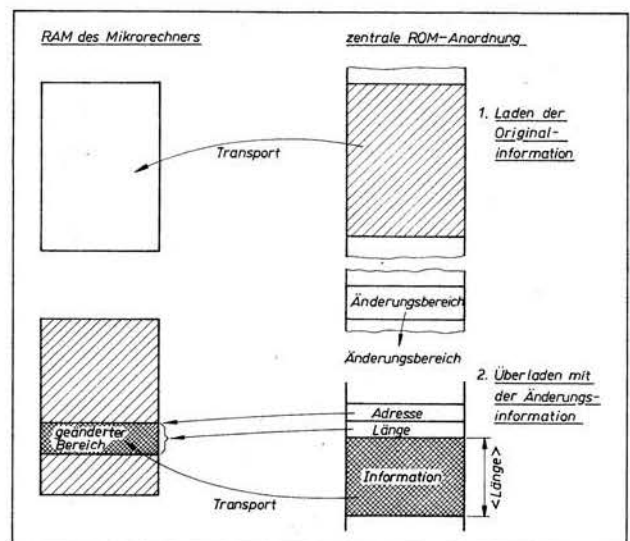 RAM des Mikrorechners
zentrale ROM-Anordnung
1. Laden der
Original-
information
Transport
Änderungsbereich
Änderungsbereich
2. Überladen mit
der Änderungs-
information
Adresse
Länge
geänderter
Bereich
Information
<Länge>
Transport